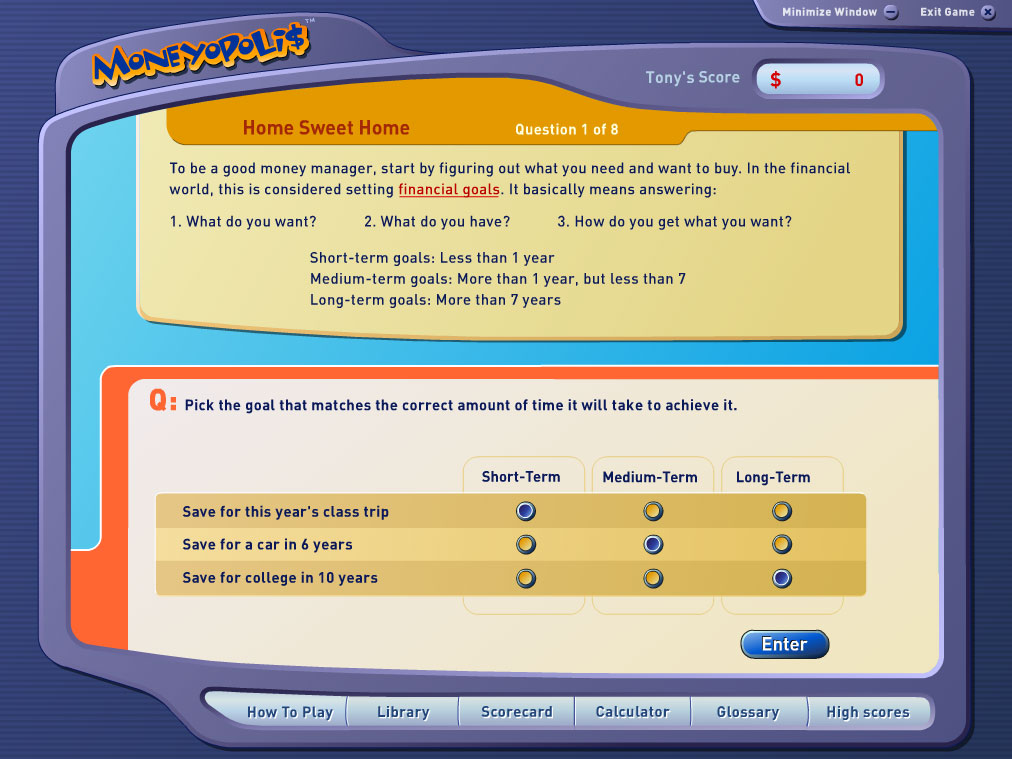 Minimize Window
Exit Game
MONEYOPOLI$™
Tony's Score
$ 0
Home Sweet Home
Question 1 of 8
To be a good money manager, start by figuring out what you need and want to buy. In the financial
world, this is considered setting financial goals. It basically means answering:
1. What do you want? 2. What do you have? 3. How do you get what you want?
Short-term goals: Less than 1 year
Medium-term goals: More than 1 year, but less than 7
Long-term goals: More than 7 years
Q: Pick the goal that matches the correct amount of time it will take to achieve it.
Short-Term Medium-Term Long-Term
Save for this year's class trip
Save for a car in 6 years
Save for college in 10 years
Enter
How To Play Library Scorecard Calculator Glossary High scores